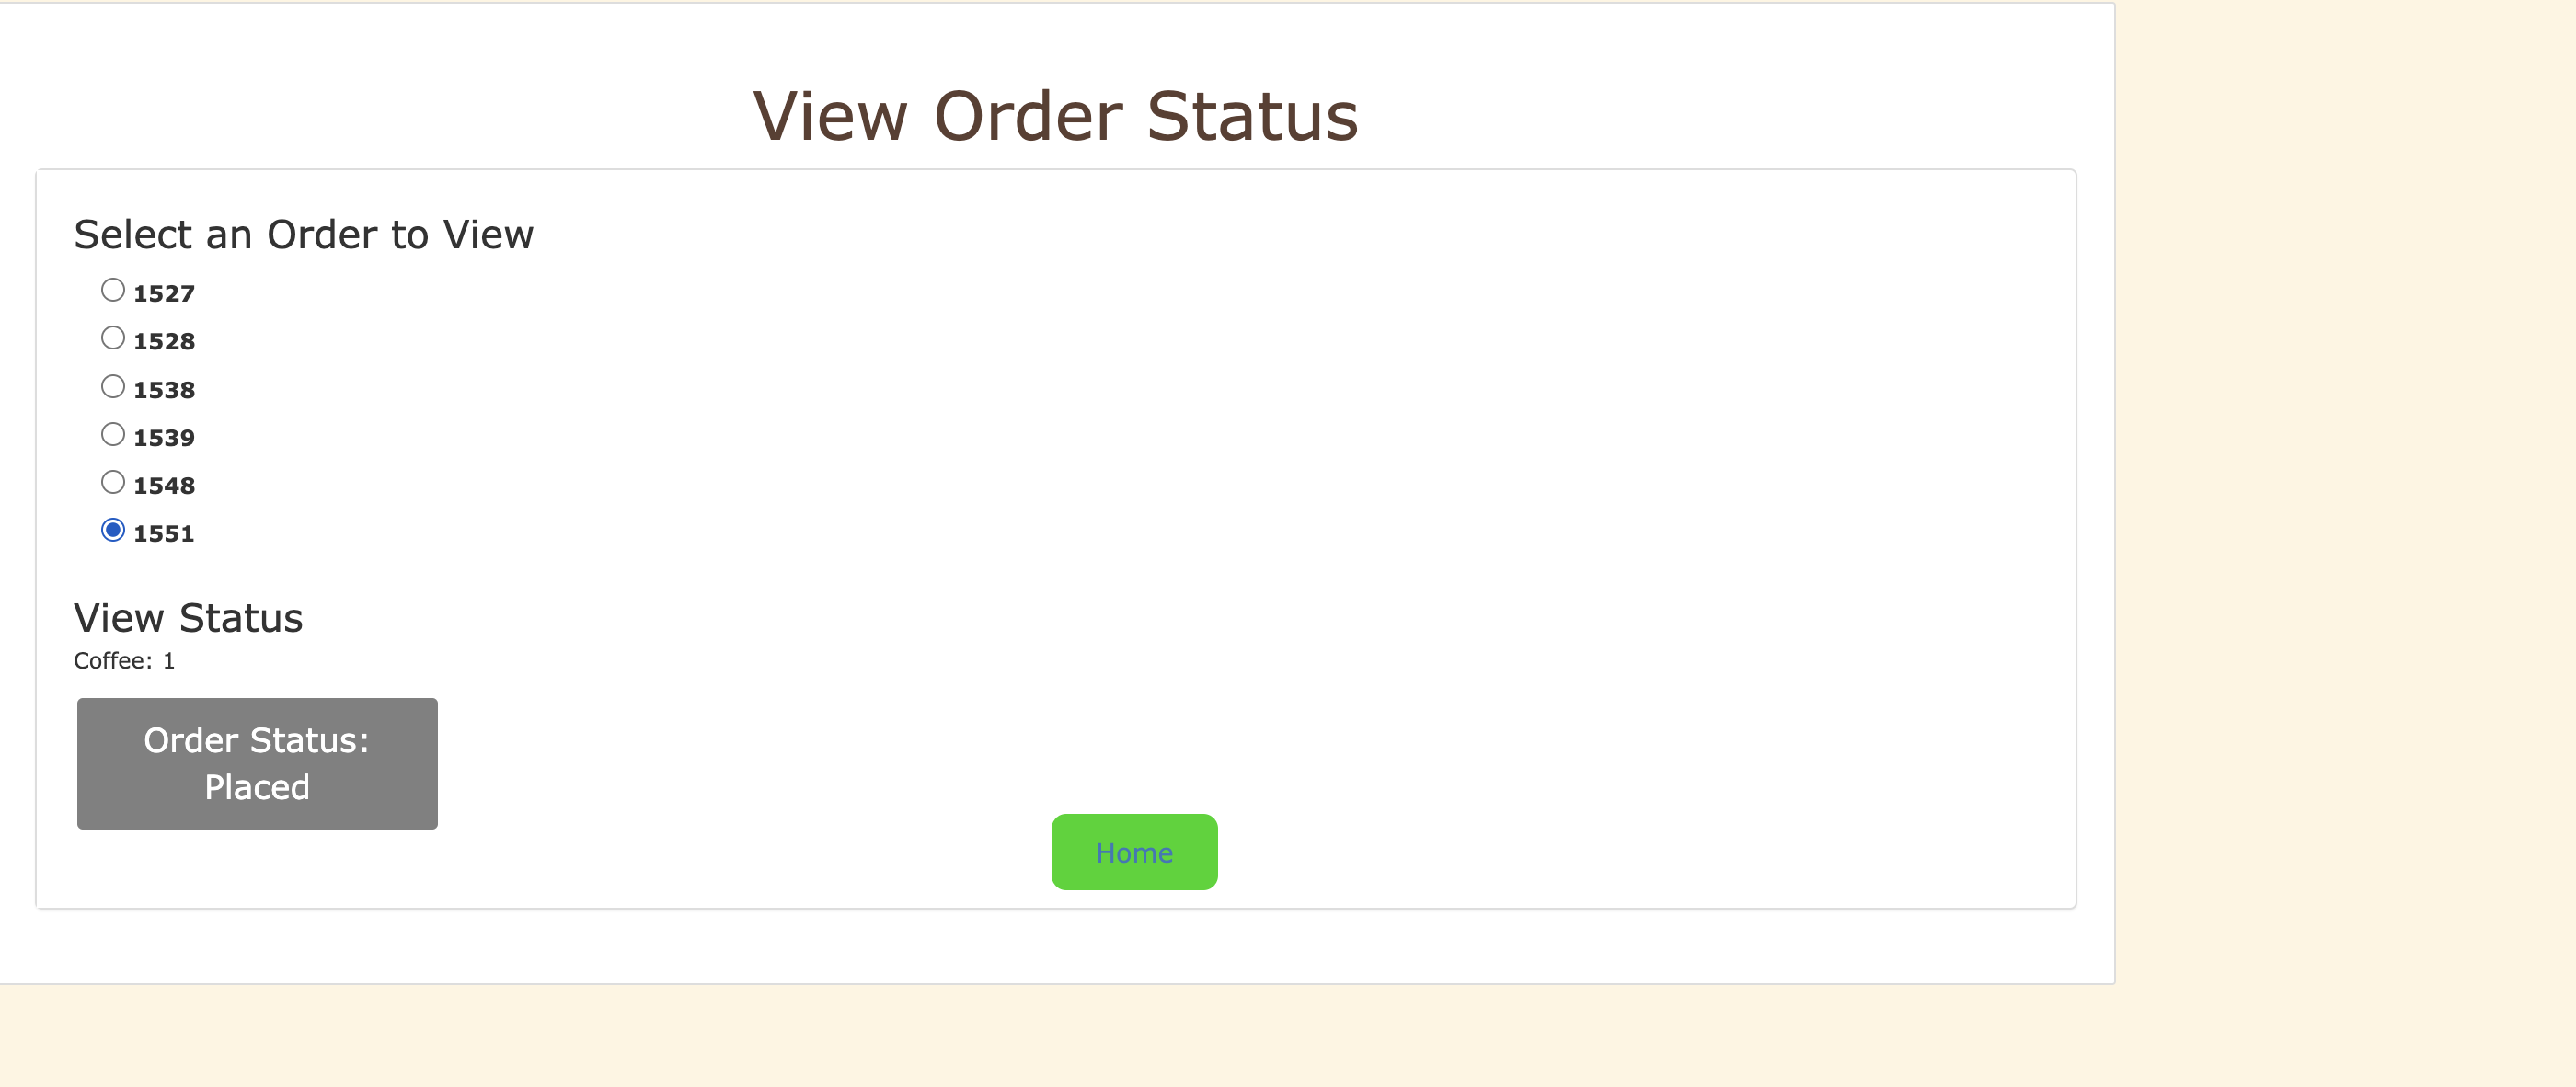 View Order Status
Select an Order to View
1527
1528
1538
1539
1548
1551
View Status
Coffee: 1
Order Status:
Placed
Home